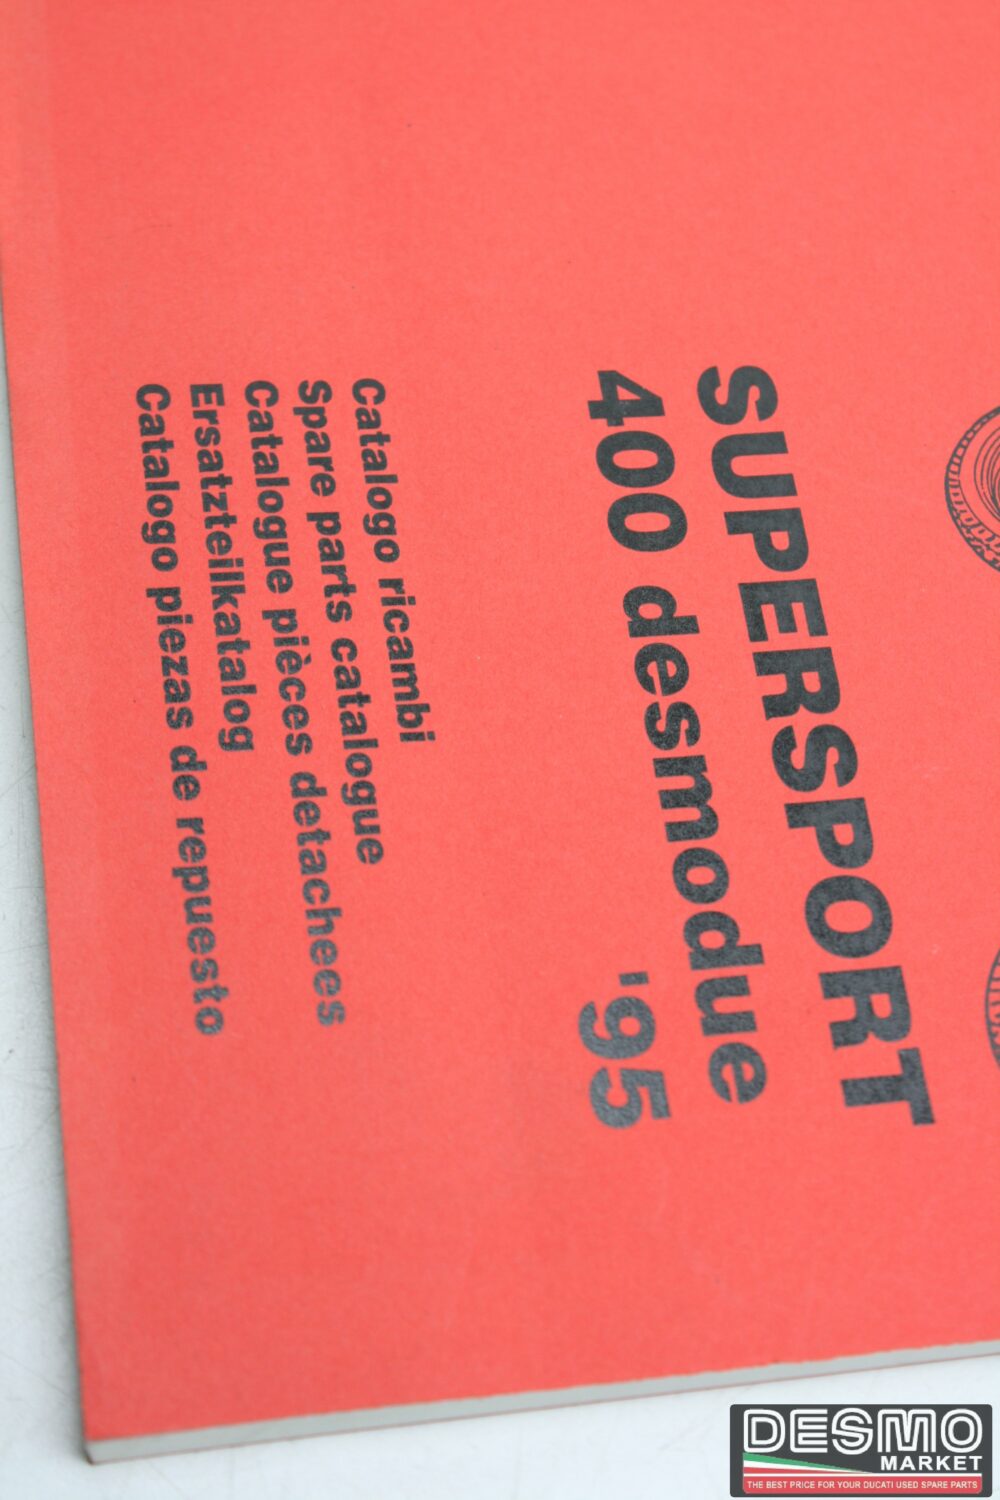 SUPERSPORT
400 desmodue
'95
Catalogo ricambi
Spare parts catalogue
Catalogue pièces detachees
Ersatzteilkatalog
Catalogo piezas de repuesto
DESMO
MARKET
THE BEST PRICE FOR YOUR DUCATI USED SPARE PARTS